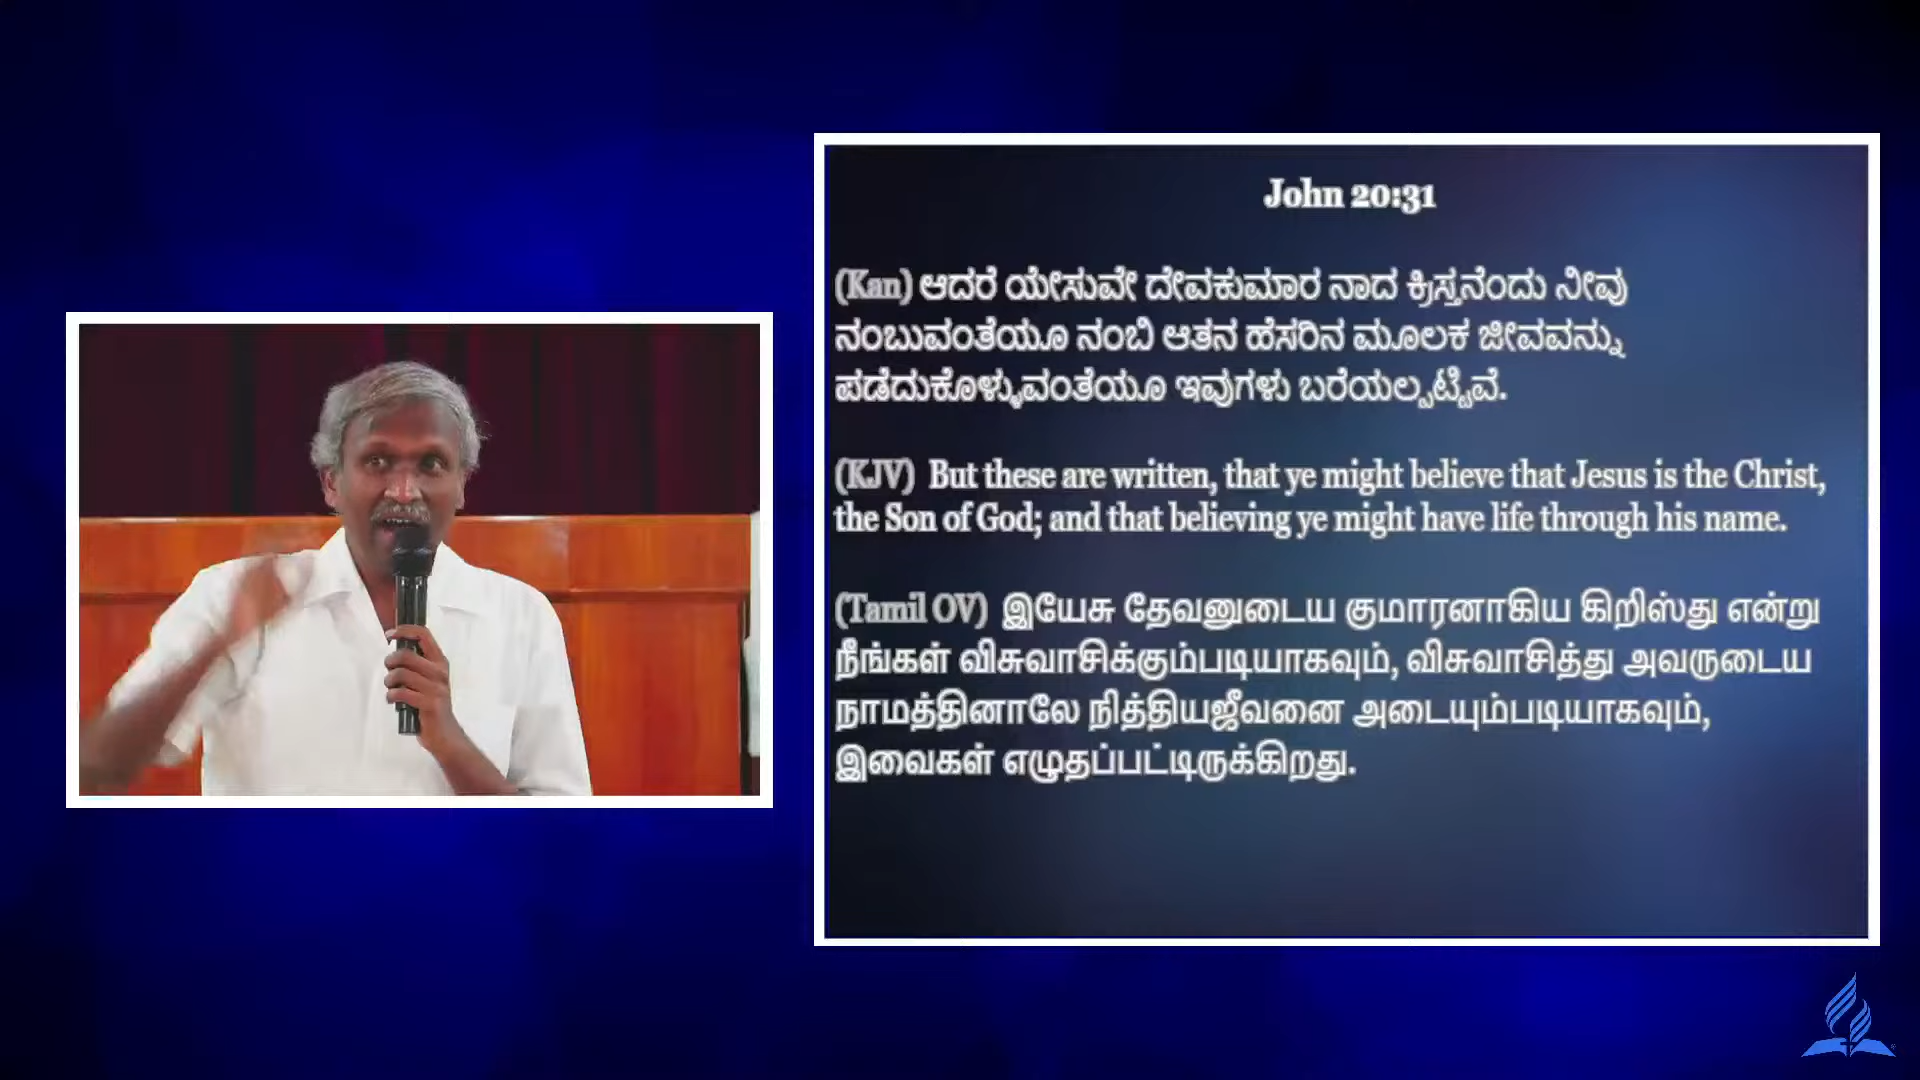 John 20:31
(Kan) ಆದರೆ ಯೇಸುವೇ ದೇವಕುಮಾರ ನಾದ ಕ್ರಿಸ್ತನೆಂದು ನೀವು
ನಂಬುವಂತೆಯೂ ನಂಬಿ ಆತನ ಹೆಸರಿನ ಮೂಲಕ ಜೀವವನ್ನು
ಪಡೆದುಕೊಳ್ಳುವಂತೆಯೂ ಇವುಗಳು ಬರೆಯಲ್ಪಟ್ಟಿವೆ.
(KJV) But these are written, that ye might believe that Jesus is the Christ,
the Son of God; and that believing ye might have life through his name.
(Tamil OV) இயேசு தேவனுடைய குமாரனாகிய கிறிஸ்து என்று
நீங்கள் விசுவாசிக்கும்படியாகவும், விசுவாசித்து அவருடைய
நாமத்தினாலே நித்தியஜீவனை அடையும்படியாகவும்,
இவைகள் எழுதப்பட்டிருக்கிறது.